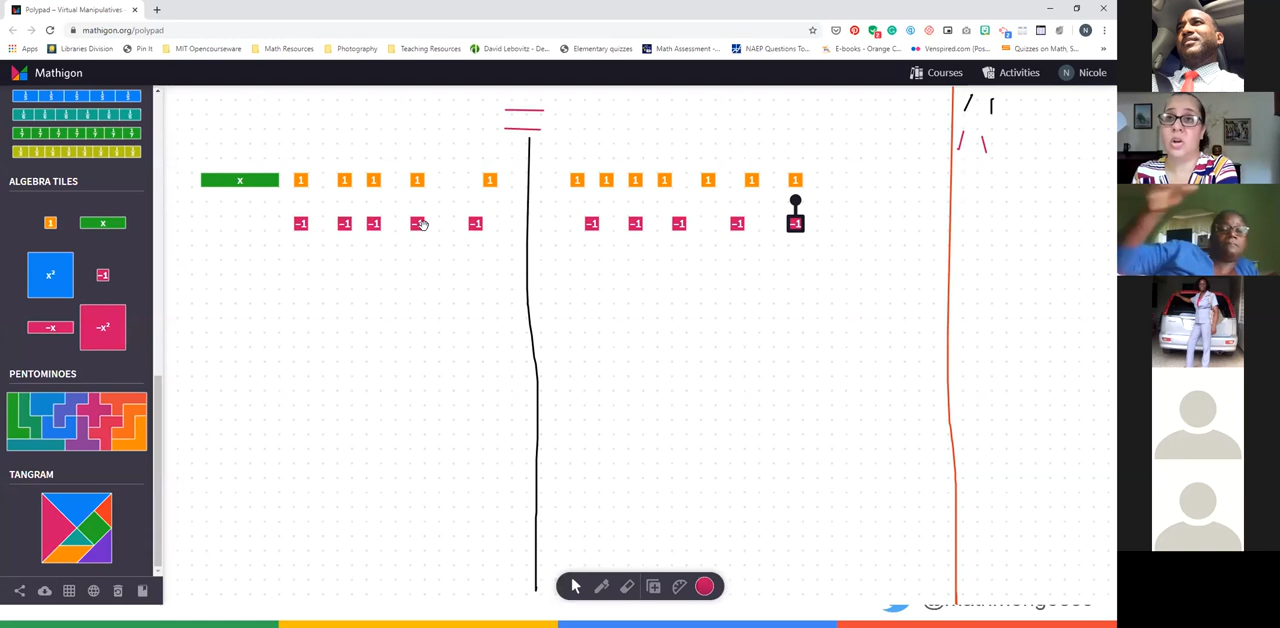 Polypad – Virtual Manipulatives
mathigon.org/polypad
Apps Libraries Division Pin It MIT Opencourseware Math Resources Photography Teaching Resources David Lebovitz - De... Elementary quizzes Math Assessment -... NAEP Questions To... E-books - Orange C... Venspired.com (Pos... Quizzes on Math, S... »
Mathigon Courses Activities N Nicole
ALGEBRA TILES
1 x
x² -1
-x -x²
PENTOMINOES
TANGRAM
x 1 1 1 1 1 1 1 1 1 1 1 1
-1 -1 -1 -1 -1 -1 -1 -1 -1 -1